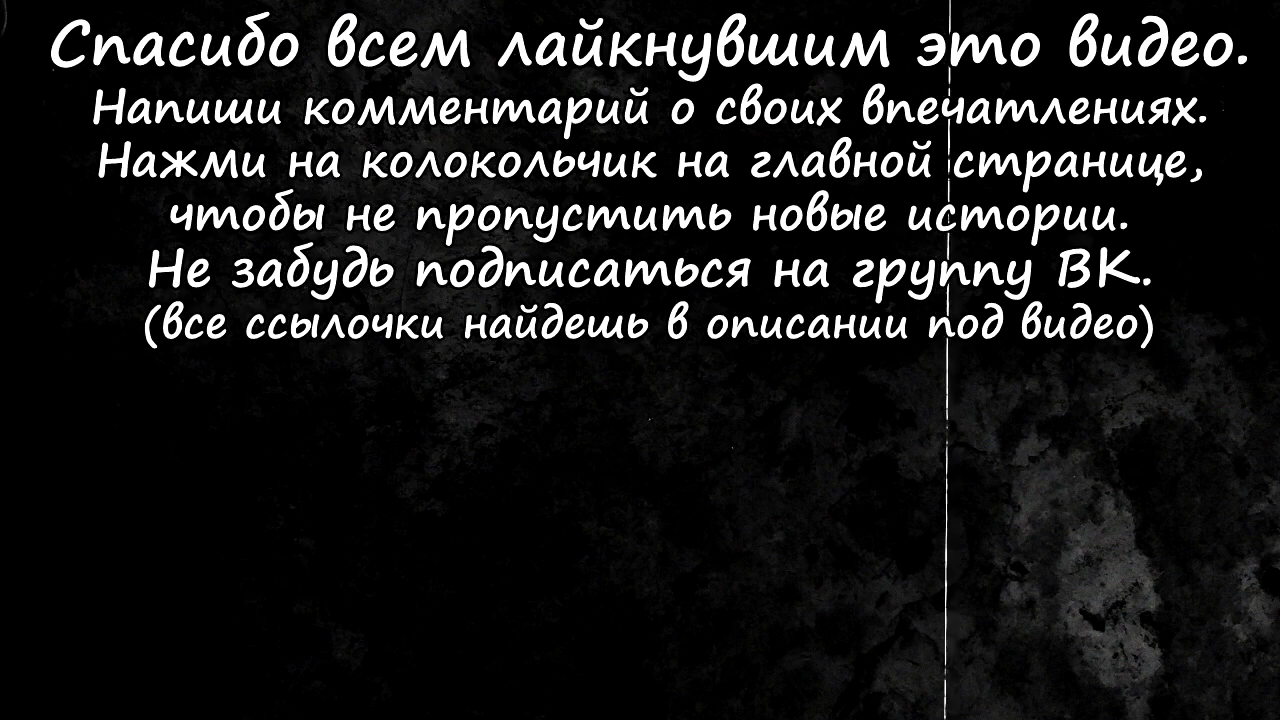 Спасибо всем лайкнувшим это видео.
Напиши комментарий о своих впечатлениях.
Нажми на колокольчик на главной странице,
чтобы не пропустить новые истории.
Не забудь подписаться на группу ВК.
(все ссылочки найдешь в описании под видео)